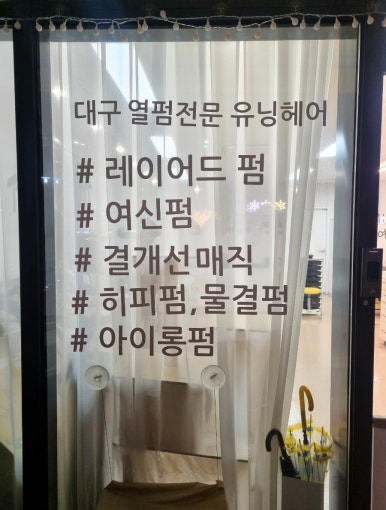 대구 열펌전문 유닝헤어
# 레이어드 펌
# 여신펌
# 결개선매직
# 히피펌,물결펌
# 아이롱펌